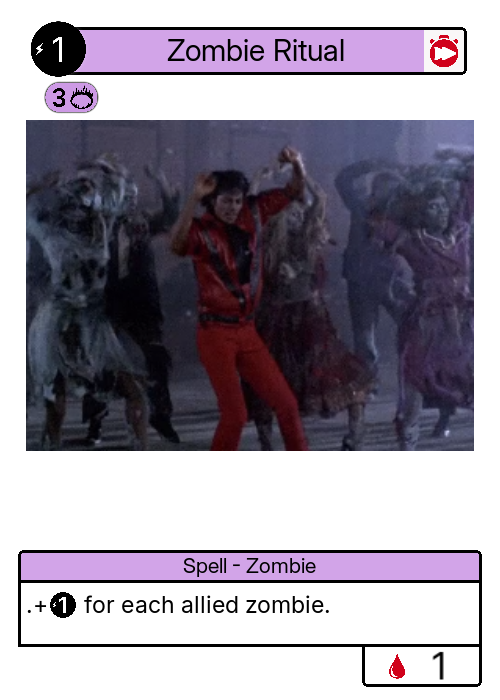 1 Zombie Ritual
3
Spell - Zombie
.+1 for each allied zombie.
1